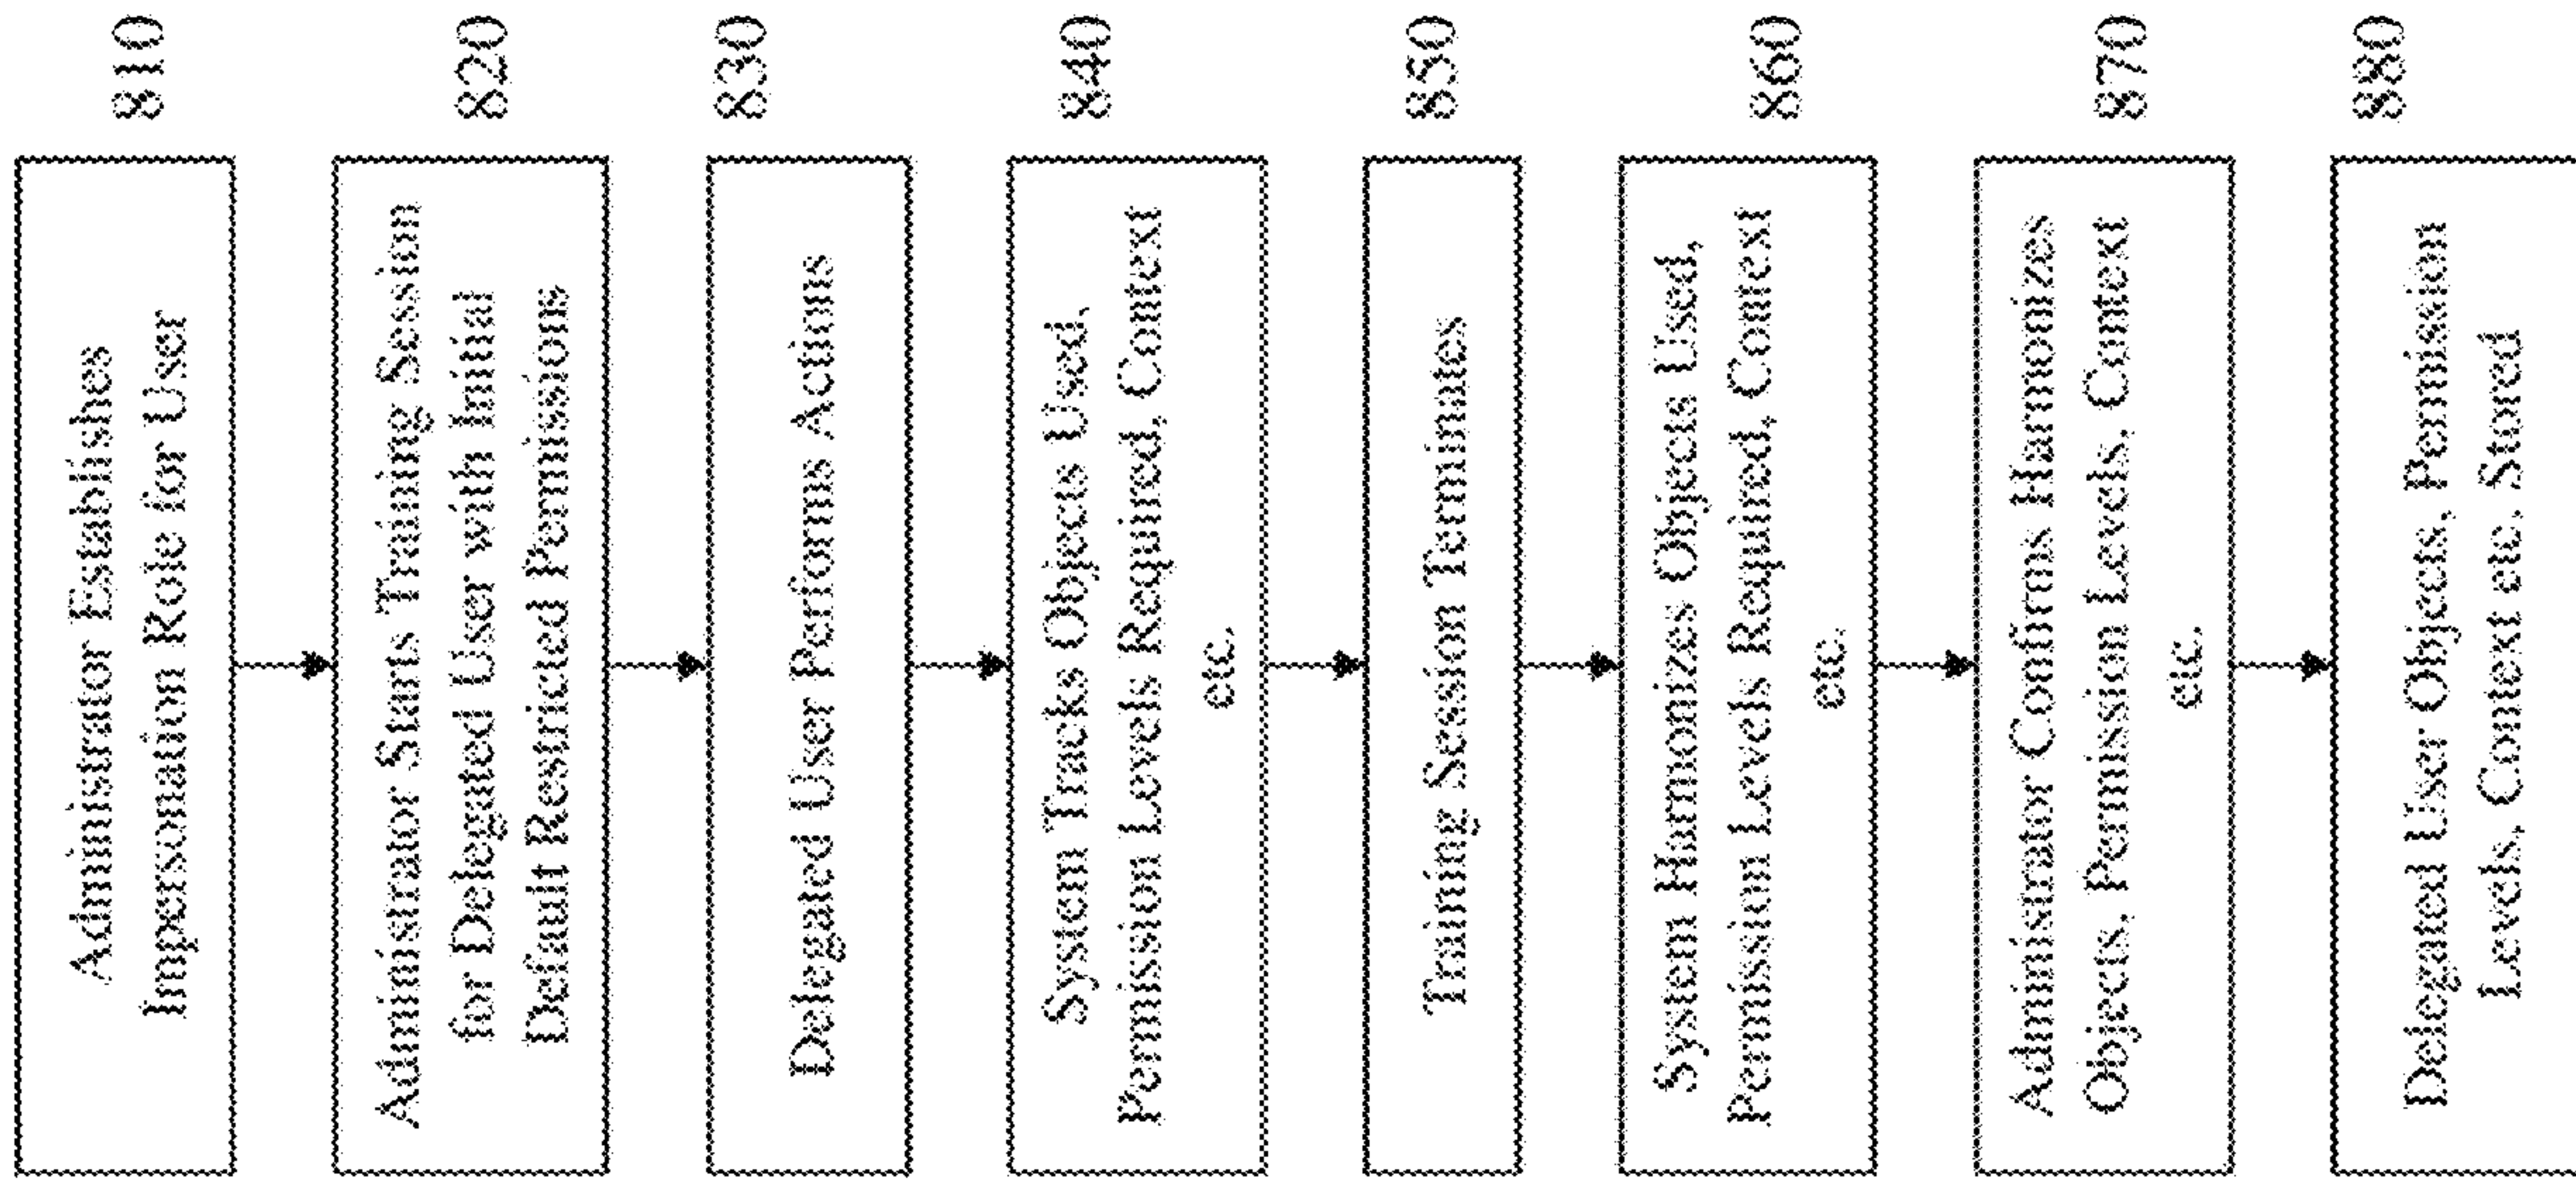 Administrator Establishes
Impersonation Role for User
810
Administrator Starts Training Session
for Delegated User with Initial
Default Restricted Permissions
820
Delegated User Performs Actions
830
System Tracks Objects Used,
Permission Levels Required, Context
etc.
840
Training Session Terminates
850
System Harmonizes Objects Used,
Permission Levels Required, Context
etc.
860
Administrator Confirms Harmonizes
Objects, Permission Levels, Context
etc.
870
Delegated User Objects, Permission
Levels, Context etc. Stored
880